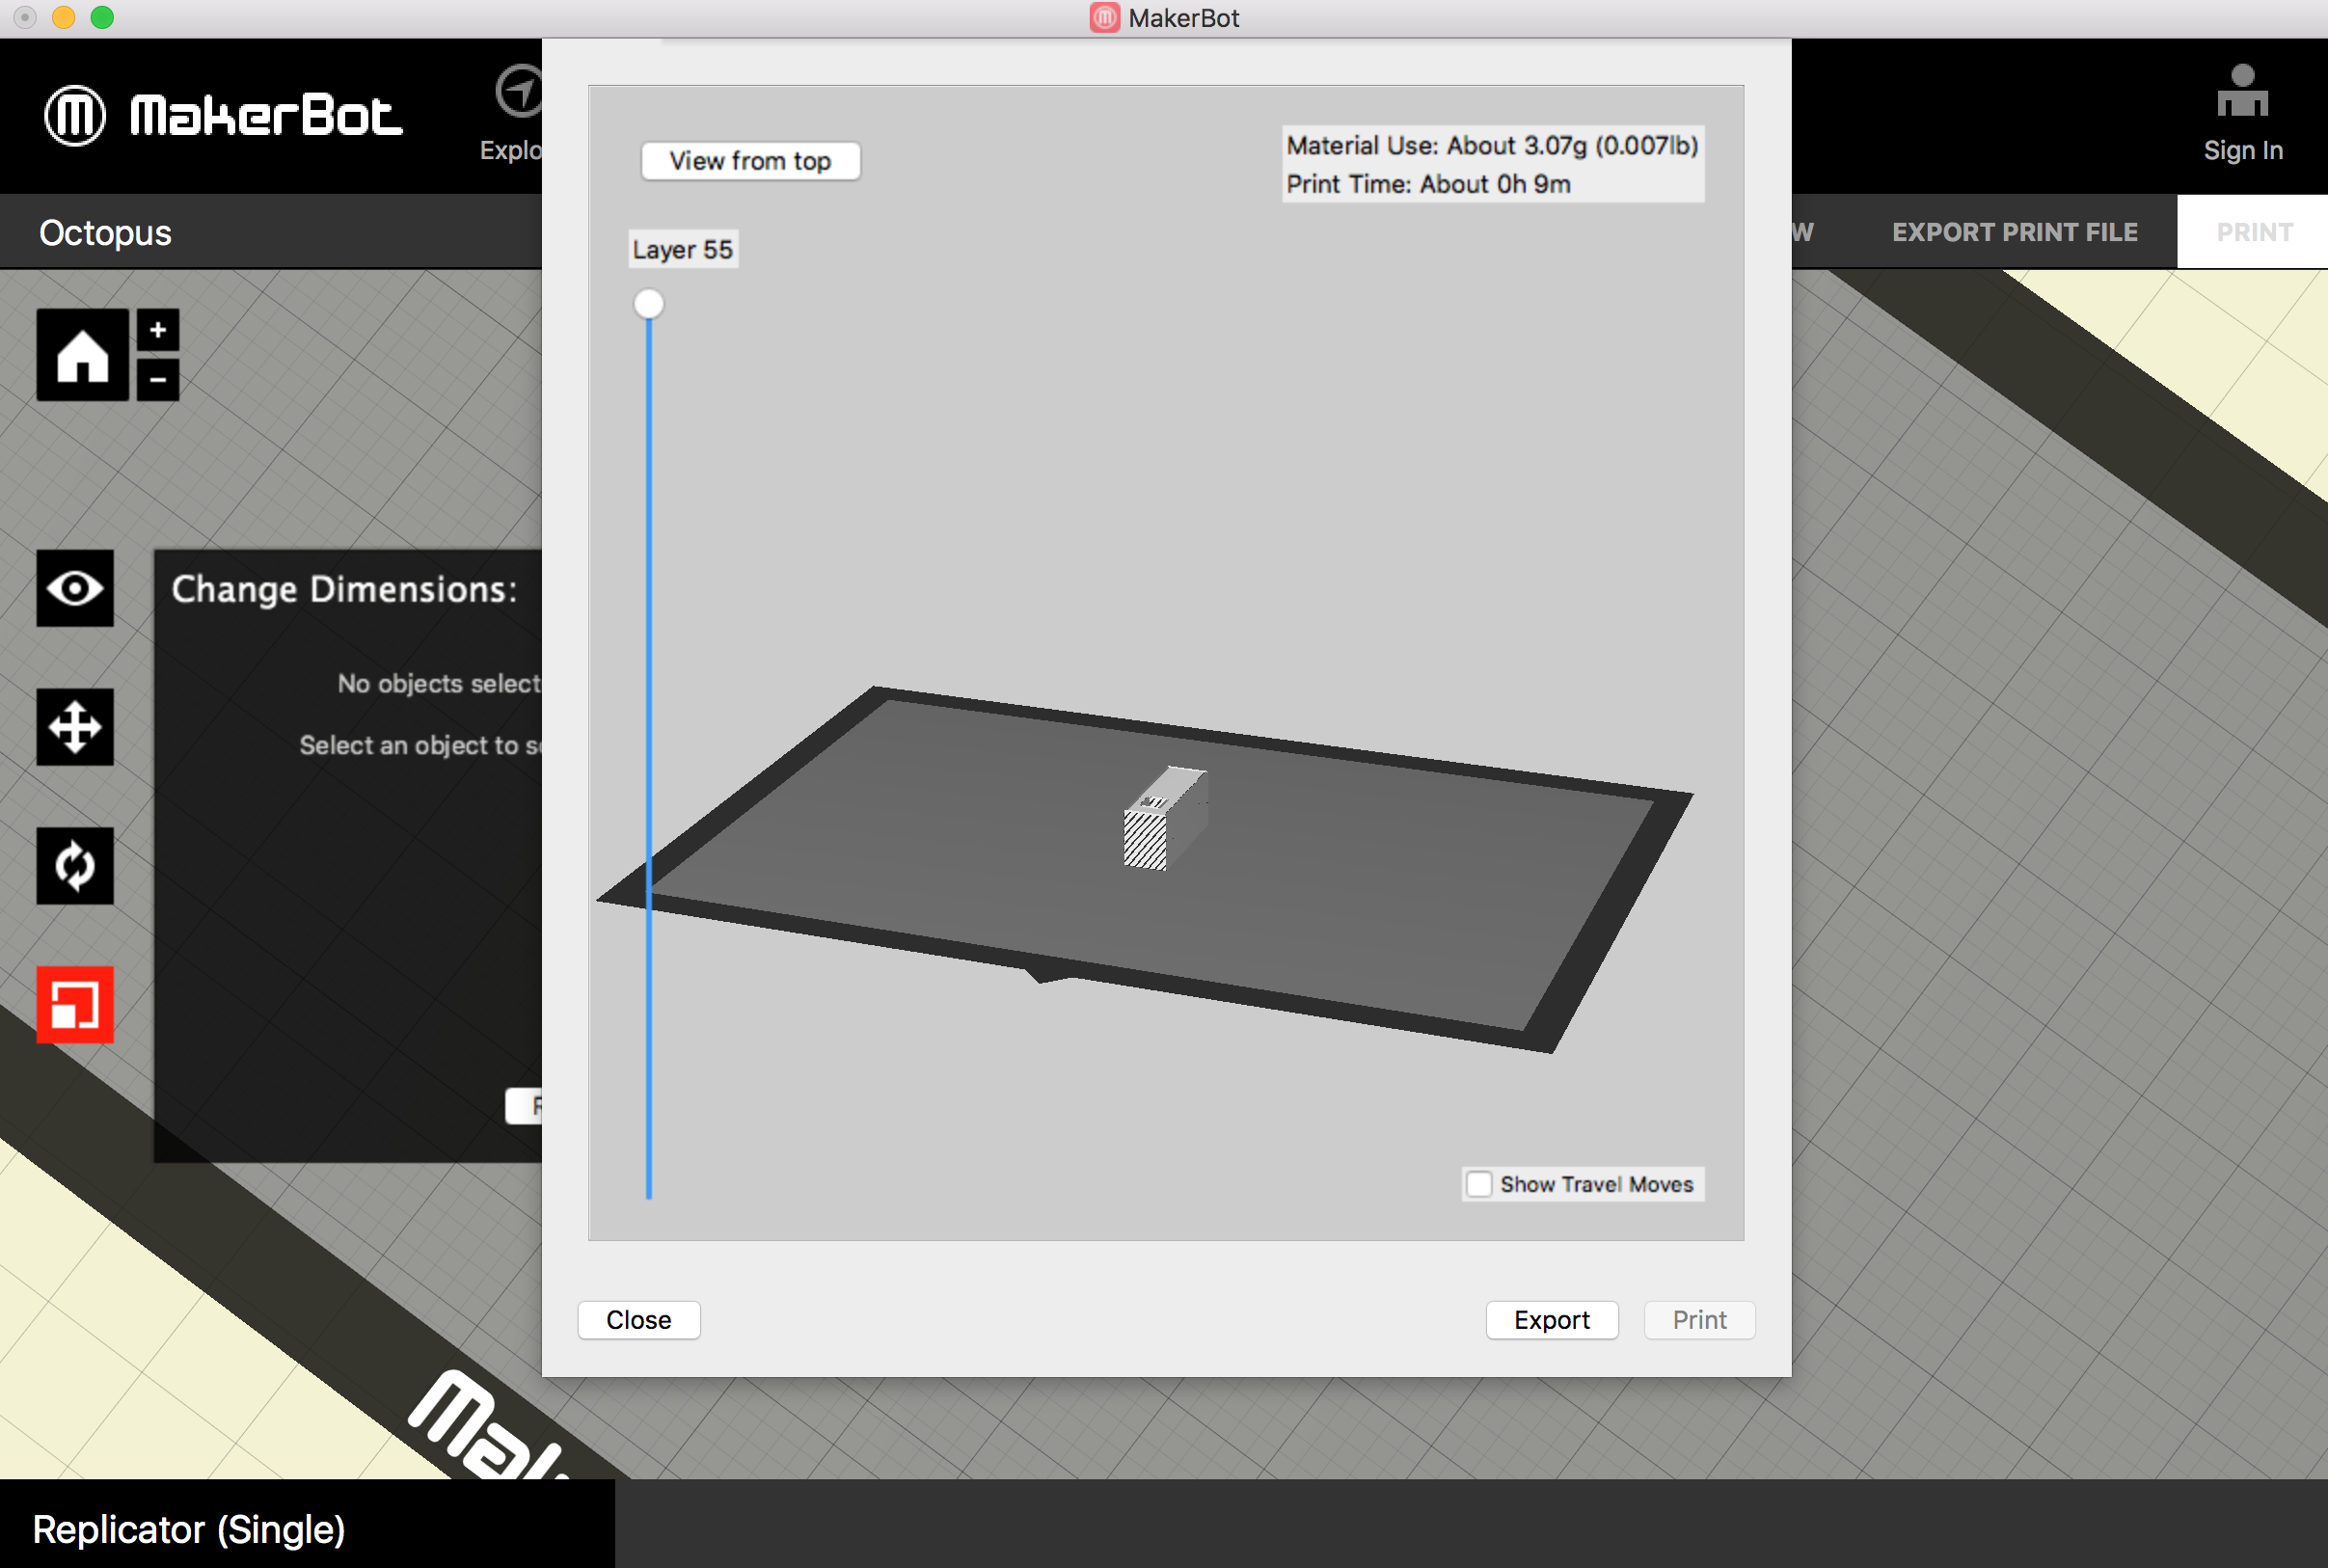 MakerBot
MakerBot
Explo
Sign In
Octopus
W
EXPORT PRINT FILE
PRINT
View from top
Material Use: About 3.07g (0.007lb)
Print Time: About 0h 9m
Layer 55
+
-
Change Dimensions:
No objects select
Select an object to s
Show Travel Moves
Close
Export
Print
Mak
Replicator (Single)